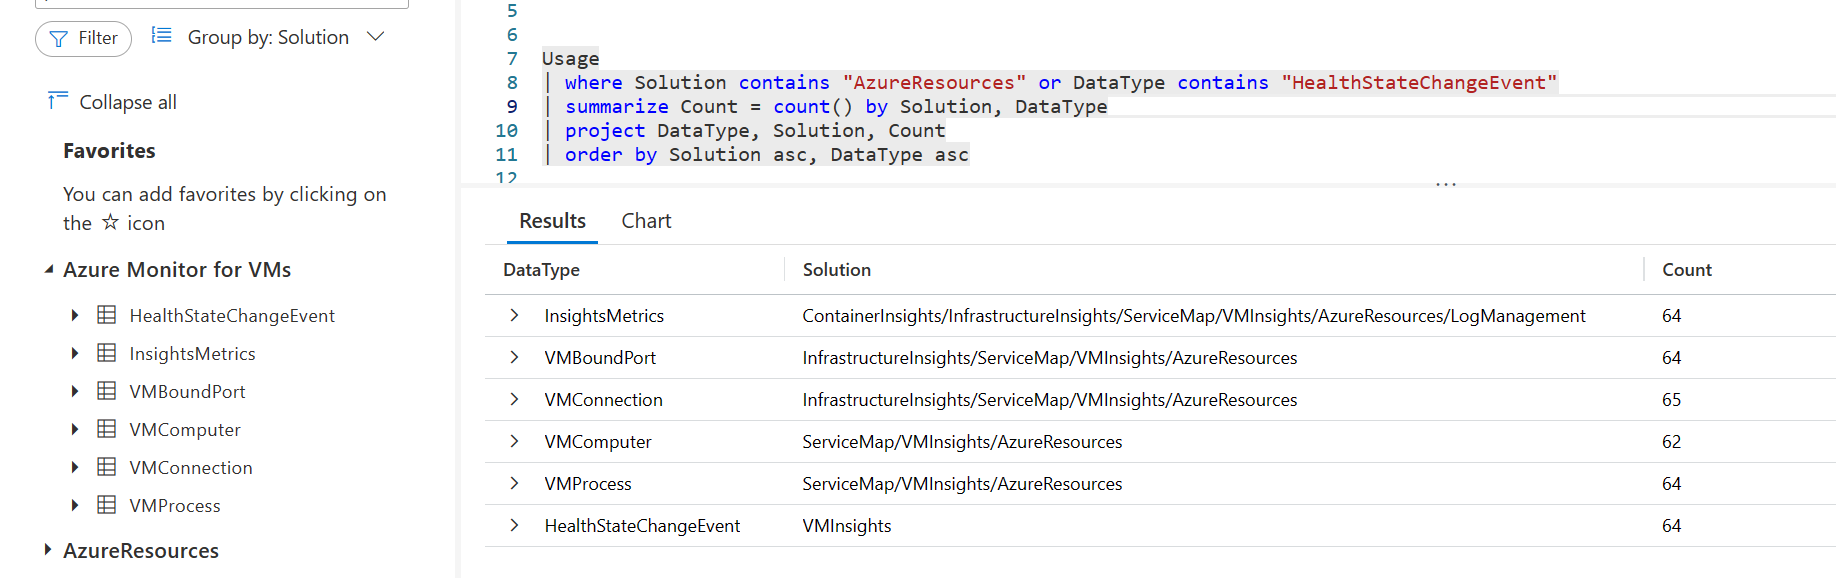 Filter
Group by: Solution
Collapse all
Favorites
You can add favorites by clicking on
the ☆ icon
Azure Monitor for VMs
HealthStateChangeEvent
InsightsMetrics
VMBoundPort
VMComputer
VMConnection
VMProcess
AzureResources
5
6
7 Usage
8 | where Solution contains "AzureResources" or DataType contains "HealthStateChangeEvent"
9 | summarize Count = count() by Solution, DataType
10 | project DataType, Solution, Count
11 | order by Solution asc, DataType asc
12
Results Chart
DataType Solution Count
InsightsMetrics ContainerInsights/InfrastructureInsights/ServiceMap/VMInsights/AzureResources/LogManagement 64
VMBoundPort InfrastructureInsights/ServiceMap/VMInsights/AzureResources 64
VMConnection InfrastructureInsights/ServiceMap/VMInsights/AzureResources 65
VMComputer ServiceMap/VMInsights/AzureResources 62
VMProcess ServiceMap/VMInsights/AzureResources 64
HealthStateChangeEvent VMInsights 64